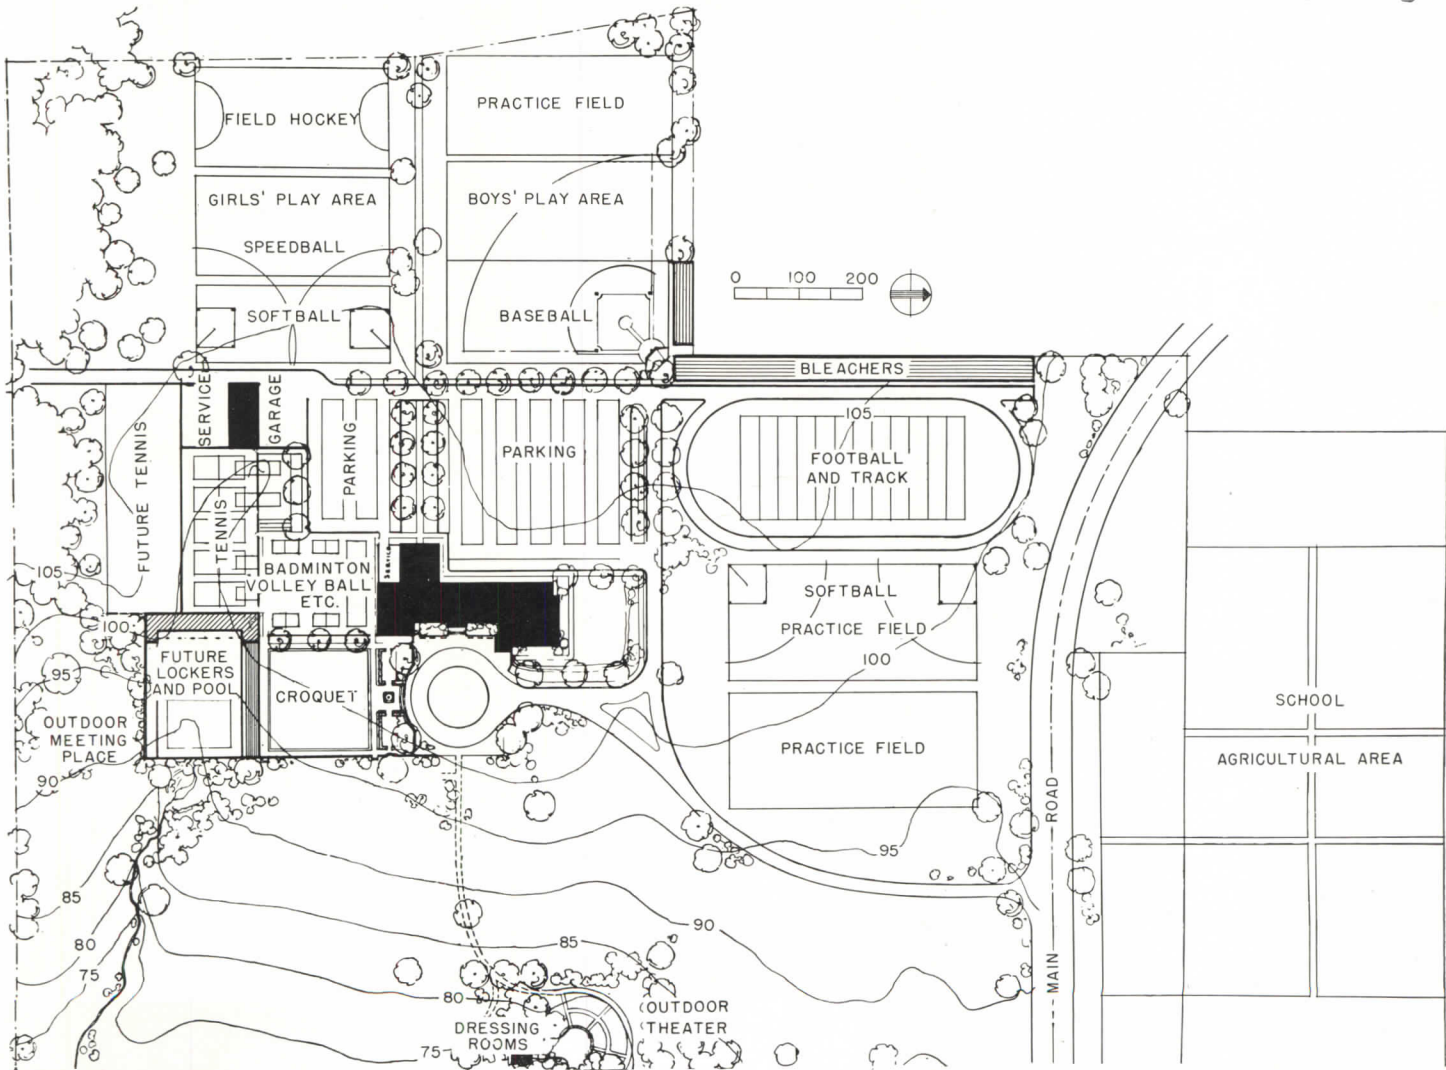 FIELD HOCKEY
PRACTICE FIELD
GIRLS' PLAY AREA
BOYS' PLAY AREA
SPEEDBALL
0 100 200
SOFTBALL
BASEBALL
BLEACHERS
SERVICE
GARAGE
105
FUTURE TENNIS
PARKING
PARKING
FOOTBALL
AND TRACK
TENNIS
SERVICE
BADMINTON
VOLLEY BALL
ETC.
105
SOFTBALL
100
PRACTICE FIELD
100
FUTURE
LOCKERS
AND POOL
95
CROQUET
SCHOOL
OUTDOOR
MEETING
PLACE
PRACTICE FIELD
AGRICULTURAL AREA
90
MAIN ROAD
95
85
90
80
85
75
80
OUTDOOR
THEATER
DRESSING
ROOMS
75